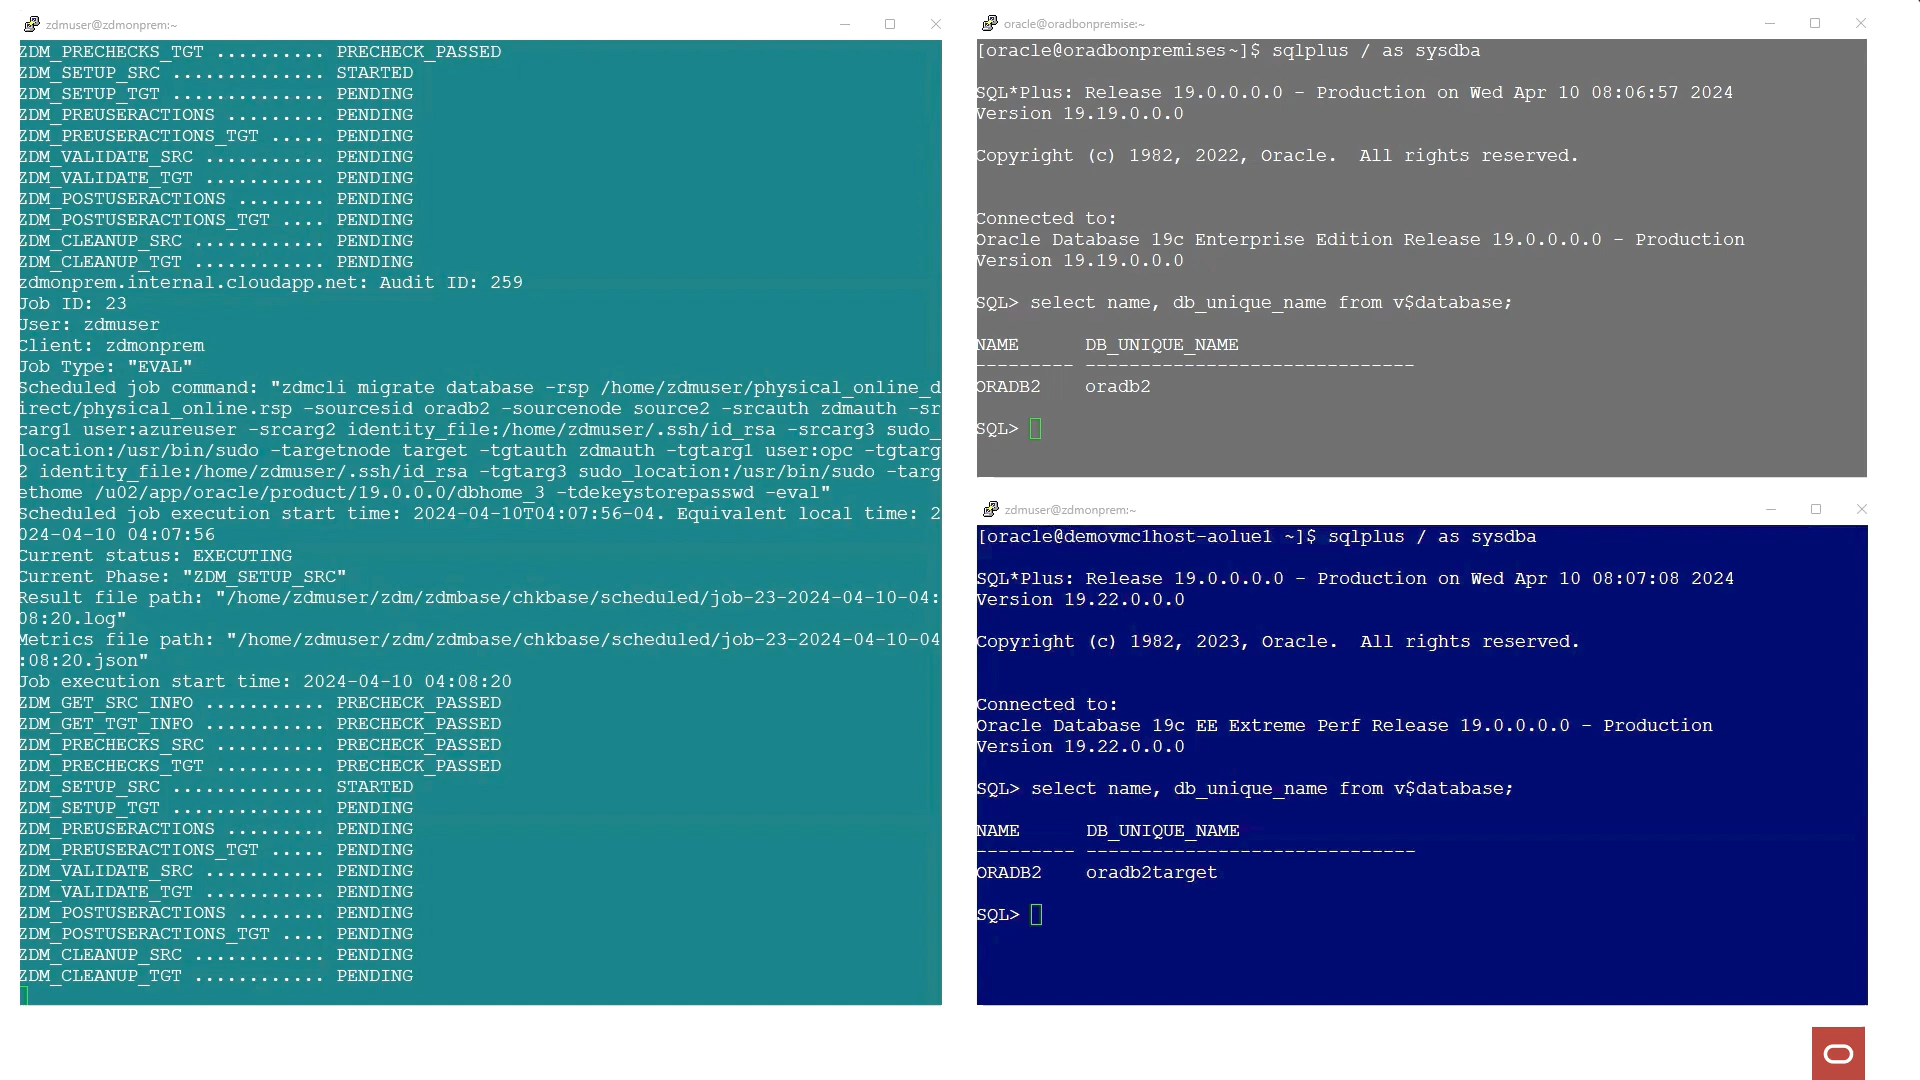 zdmuser@zdmonprem:~
ZDM_PRECHECKS_TGT .......... PRECHECK_PASSED
ZDM_SETUP_SRC .............. STARTED
ZDM_SETUP_TGT .............. PENDING
ZDM_PREUSERACTIONS ......... PENDING
ZDM_PREUSERACTIONS_TGT ..... PENDING
ZDM_VALIDATE_SRC ........... PENDING
ZDM_VALIDATE_TGT ........... PENDING
ZDM_POSTUSERACTIONS ........ PENDING
ZDM_POSTUSERACTIONS_TGT .... PENDING
ZDM_CLEANUP_SRC ............ PENDING
ZDM_CLEANUP_TGT ............ PENDING
zdmonprem.internal.cloudapp.net: Audit ID: 259
Job ID: 23
User: zdmuser
Client: zdmonprem
Job Type: "EVAL"
Scheduled job command: "zdmcli migrate database -rsp /home/zdmuser/physical_online_d
irect/physical_online.rsp -sourcesid oradb2 -sourcenode source2 -srcauth zdmauth -sr
carg1 user:azureuser -srcarg2 identity_file:/home/zdmuser/.ssh/id_rsa -srcarg3 sudo_
location:/usr/bin/sudo -targetnode target -tgtauth zdmauth -tgtarg1 user:opc -tgtarg
2 identity_file:/home/zdmuser/.ssh/id_rsa -tgtarg3 sudo_location:/usr/bin/sudo -targ
ethome /u02/app/oracle/product/19.0.0.0/dbhome_3 -tdekeystorepasswd -eval"
Scheduled job execution start time: 2024-04-10T04:07:56-04. Equivalent local time: 2
024-04-10 04:07:56
Current status: EXECUTING
Current Phase: "ZDM_SETUP_SRC"
Result file path: "/home/zdmuser/zdm/zdmbase/chkbase/scheduled/job-23-2024-04-10-04:
08:20.log"
Metrics file path: "/home/zdmuser/zdm/zdmbase/chkbase/scheduled/job-23-2024-04-10-04
:08:20.json"
Job execution start time: 2024-04-10 04:08:20
ZDM_GET_SRC_INFO ........... PRECHECK_PASSED
ZDM_GET_TGT_INFO ........... PRECHECK_PASSED
ZDM_PRECHECKS_SRC .......... PRECHECK_PASSED
ZDM_PRECHECKS_TGT .......... PRECHECK_PASSED
ZDM_SETUP_SRC .............. STARTED
ZDM_SETUP_TGT .............. PENDING
ZDM_PREUSERACTIONS ......... PENDING
ZDM_PREUSERACTIONS_TGT ..... PENDING
ZDM_VALIDATE_SRC ........... PENDING
ZDM_VALIDATE_TGT ........... PENDING
ZDM_POSTUSERACTIONS ........ PENDING
ZDM_POSTUSERACTIONS_TGT .... PENDING
ZDM_CLEANUP_SRC ............ PENDING
ZDM_CLEANUP_TGT ............ PENDING
oracle@oradbonpremise:~
[oracle@oradbonpremises~]$ sqlplus / as sysdba
SQL*Plus: Release 19.0.0.0.0 - Production on Wed Apr 10 08:06:57 2024
Version 19.19.0.0.0
Copyright (c) 1982, 2022, Oracle.  All rights reserved.
Connected to:
Oracle Database 19c Enterprise Edition Release 19.0.0.0.0 - Production
Version 19.19.0.0.0
SQL> select name, db_unique_name from v$database;
NAME      DB_UNIQUE_NAME
--------- ------------------------------
ORADB2    oradb2
SQL>
zdmuser@zdmonprem:~
[oracle@demovmc1host-aolue1 ~]$ sqlplus / as sysdba
SQL*Plus: Release 19.0.0.0.0 - Production on Wed Apr 10 08:07:08 2024
Version 19.22.0.0.0
Copyright (c) 1982, 2023, Oracle.  All rights reserved.
Connected to:
Oracle Database 19c EE Extreme Perf Release 19.0.0.0.0 - Production
Version 19.22.0.0.0
SQL> select name, db_unique_name from v$database;
NAME      DB_UNIQUE_NAME
--------- ------------------------------
ORADB2    oradb2target
SQL>